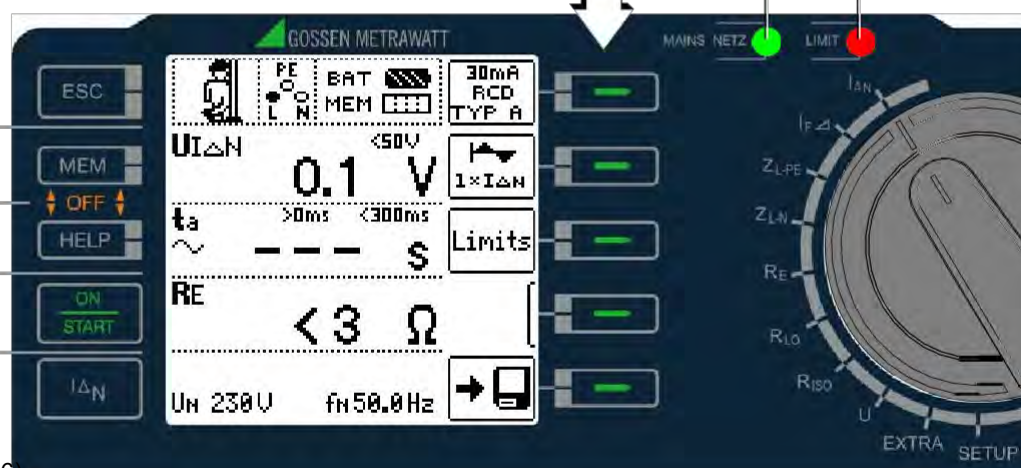 GOSSEN METRAWATT
MAINS NETZ
LIMIT
ESC
MEM
OFF
HELP
ON
START
IΔN
PE
L N
BAT
MEM
30mA
RCD
TYP A
UIΔN
<50V
0.1 V
1×IΔN
ta
>0ms <300ms
--- s
Limits
RE
<3 Ω
UN 230V fN50.0Hz
IΔN
IF
ZL-PE
ZL-N
RE
RLO
RISO
U
EXTRA
SETUP